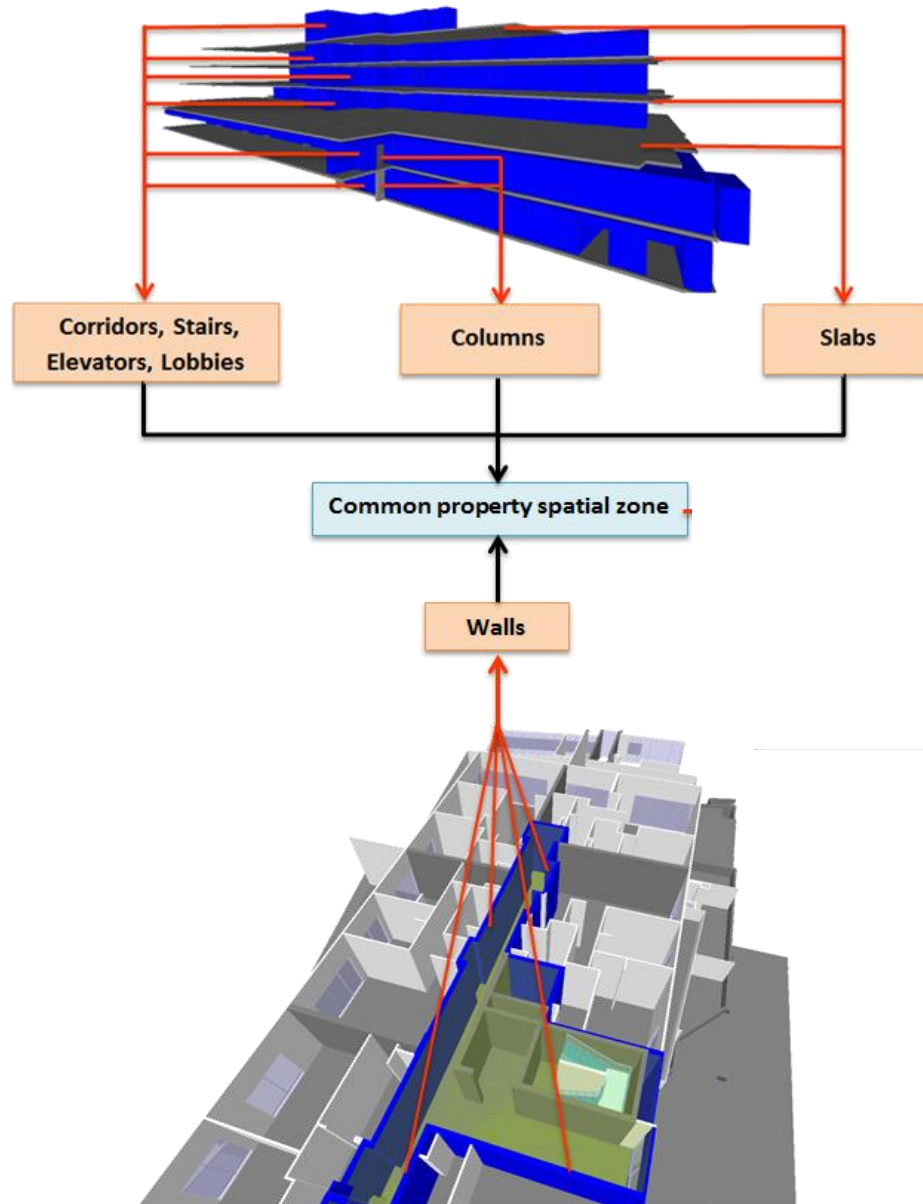 Corridors, Stairs,
Elevators, Lobbies
Columns
Slabs
Common property spatial zone
Walls